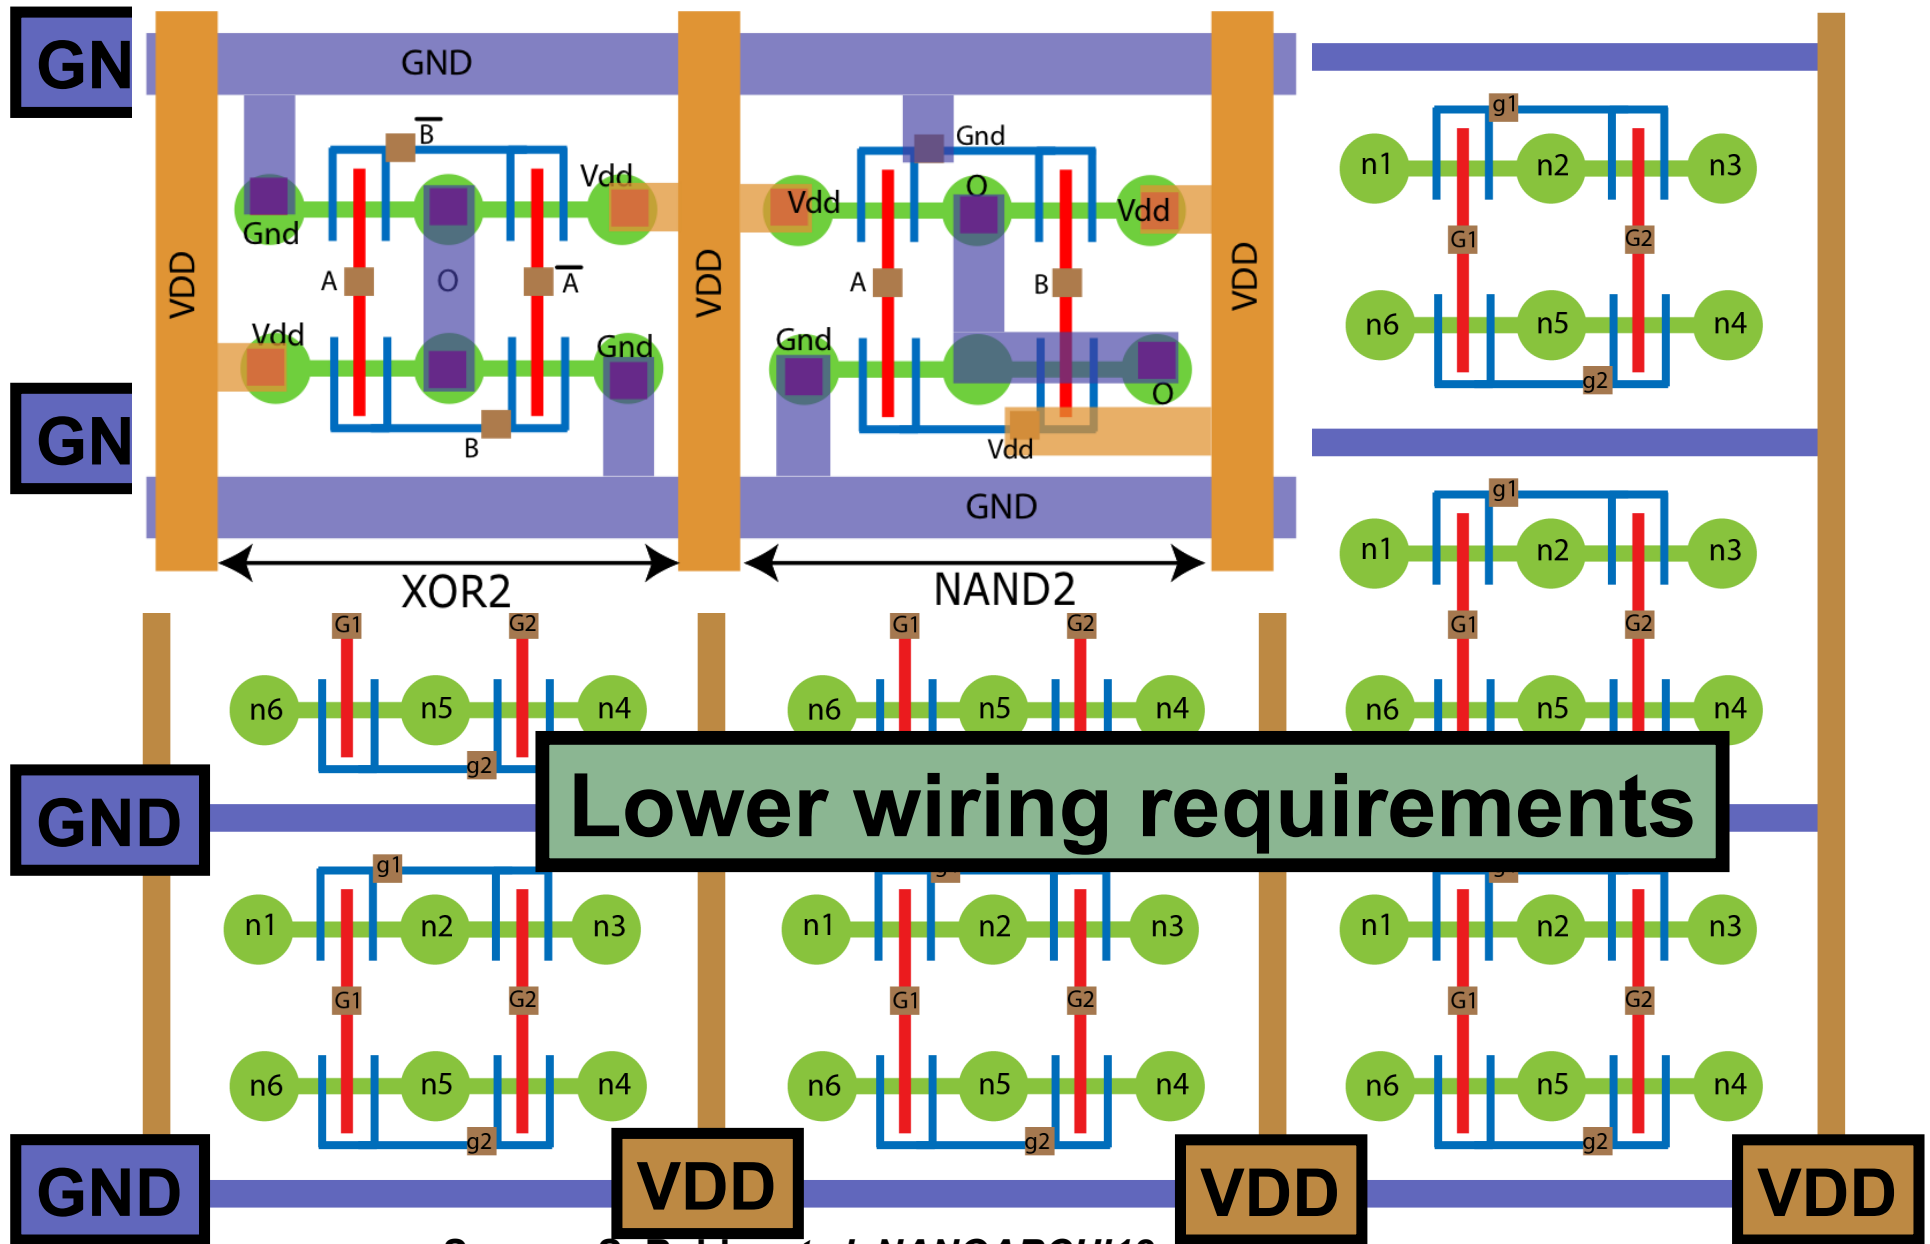 GN
GND
B̅
Gnd
g1
Vdd
Vdd
O
Vdd
n1 n2 n3
Gnd
VDD
A
O
A̅
VDD
A
B
VDD
G1 G2
Vdd
Gnd
Gnd
n6 n5 n4
O
g2
GN
B
Vdd
GND
g1
XOR2
NAND2
n1 n2 n3
G1 G2 G1 G2 G1 G2
n6 n5 n4 n6 n5 n4 n6 n5 n4
g2
GND
Lower wiring requirements
g1
n1 n2 n3 n1 n2 n3 n1 n2 n3
G1 G2 G1 G2 G1 G2
n6 n5 n4 n6 n5 n4 n6 n5 n4
g2 g2 g2
GND VDD VDD VDD